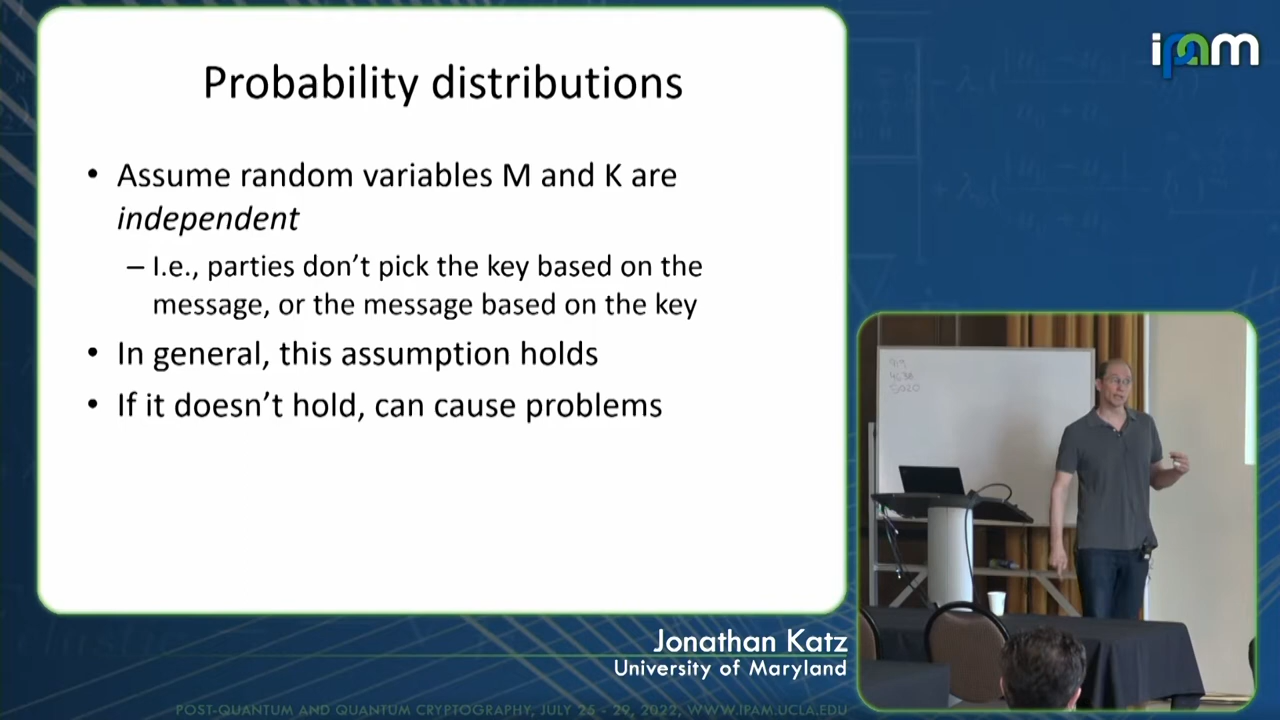 Probability distributions
• Assume random variables M and K are
independent
– I.e., parties don’t pick the key based on the
message, or the message based on the key
• In general, this assumption holds
• If it doesn’t hold, can cause problems
ipam
Jonathan Katz
University of Maryland
POST-QUANTUM AND QUANTUM CRYPTOGRAPHY, JULY 25 - 29, 2022, WWW.IPAM.UCLA.EDU